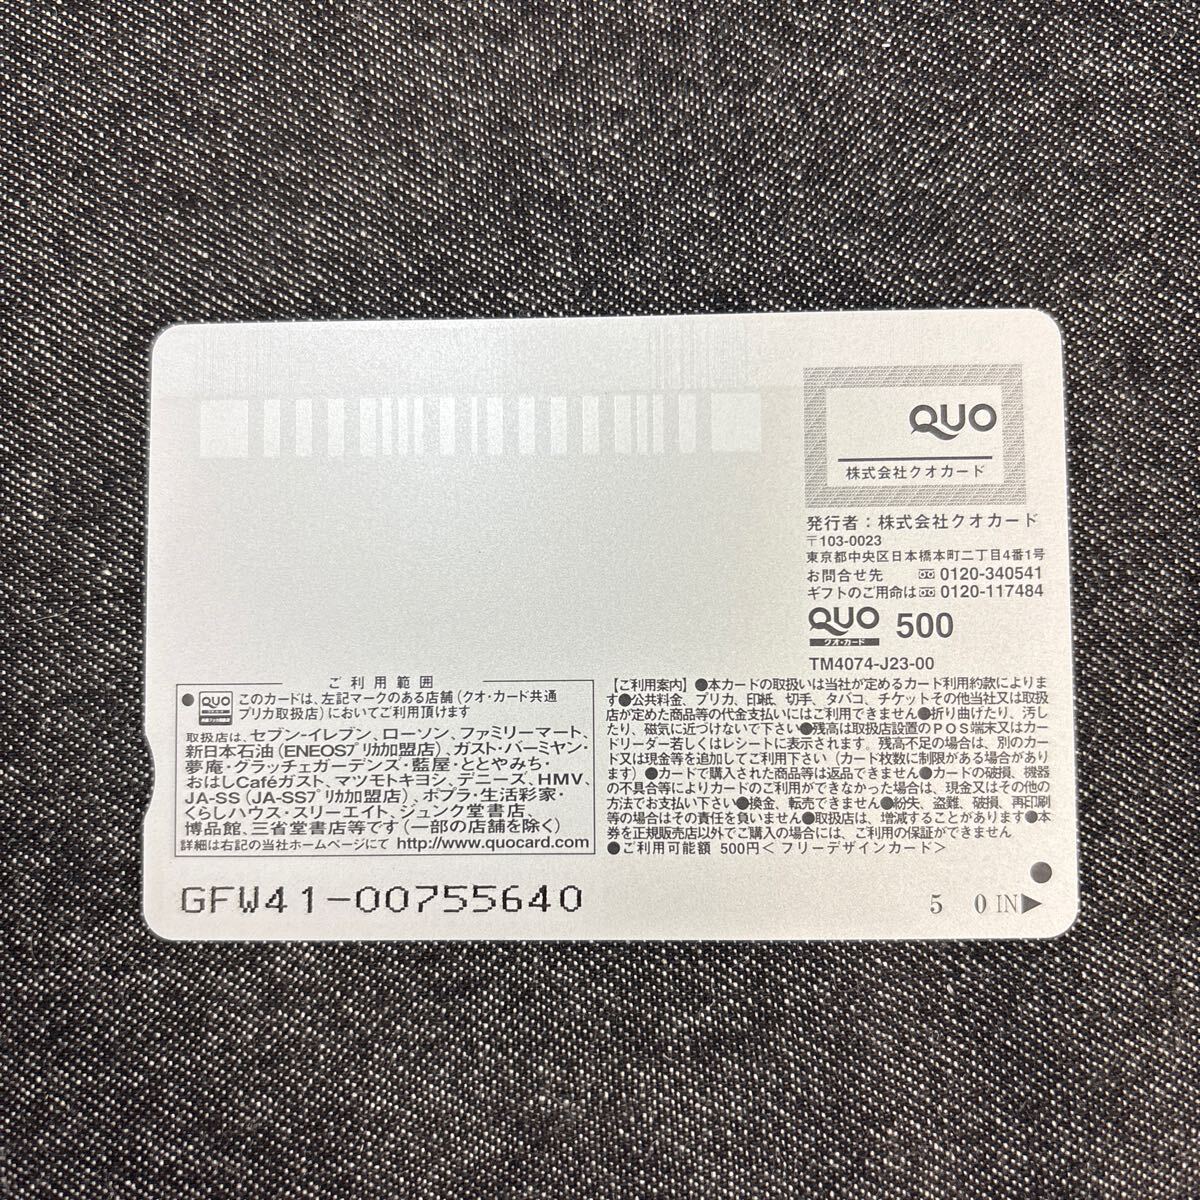 QUO
株式会社クオカード
発行者：株式会社クオカード
〒103-0023
東京都中央区日本橋本町二丁目4番1号
お問合せ先 0120-340541
ギフトのご用命は 0120-117484
QUO 500
クオ・カード
TM4074-J23-00
ご利用範囲
●QUO このカードは、左記マークのある店舗（クオ・カード共通
プリカ取扱店）においてご利用頂けます
取扱店は、セブン-イレブン、ローソン、ファミリーマート、
新日本石油（ENEOSプリカ加盟店）、ガスト・バーミヤン・
夢庵・グラッチェガーデンズ・藍屋・ととやみち・
おはしCaféガスト、マツモトキヨシ、デニーズ、HMV、
JA-SS（JA-SSプリカ加盟店）、ポプラ・生活彩家・
くらしハウス・スリーエイト、ジュンク堂書店、
博品館、三省堂書店等です（一部の店舗を除く）
詳細は右記の当社ホームページにて http://www.quocard.com
【ご利用案内】●本カードの取扱いは当社が定めるカード利用約款によりま
す●公共料金、プリカ、印紙、切手、タバコ、チケットその他当社又は取扱
店が定めた商品等の代金支払いにはご利用できません●折り曲げたり、汚し
たり、磁気に近づけないで下さい●残高は取扱店設置のＰＯＳ端末又はカー
ドリーダー若しくはレシートに表示されます。残高不足の場合は、別のカー
ド又は現金等を追加してご利用下さい（カード枚数に制限がある場合があり
ます）●カードで購入された商品等は返品できません●カードの破損、機器
の不具合等によりカードのご利用ができなかった場合は、現金又はその他の
方法でお支払い下さい●換金、転売できません●紛失、盗難、破損、再印刷
等の場合はその責任を負いません●取扱店は、増減することがあります●本
券を正規販売店以外でご購入の場合には、ご利用の保証ができません
●ご利用可能額 500円＜フリーデザインカード＞
GFW41-00755640
5 0 IN▶